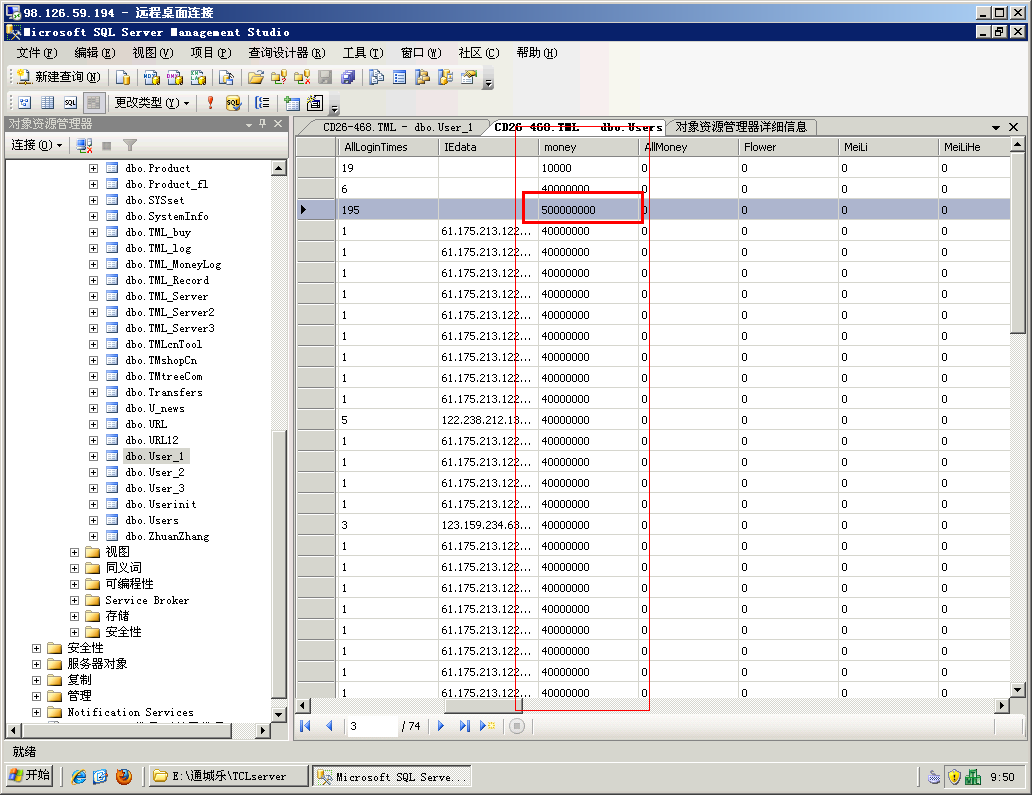 98.126.59.194 - 远程桌面连接
Microsoft SQL Server Management Studio
文件(F) 编辑(E) 视图(V) 项目(P) 查询设计器(R) 工具(T) 窗口(W) 社区(C) 帮助(H)
新建查询(N)
更改类型(Y)
对象资源管理器
连接(O)
dbo.Product
dbo.Product_fl
dbo.SYSset
dbo.SystemInfo
dbo.TML_buy
dbo.TML_log
dbo.TML_MoneyLog
dbo.TML_Record
dbo.TML_Server
dbo.TML_Server2
dbo.TML_Server3
dbo.TMLcnTool
dbo.TMshopCn
dbo.TMtreeCom
dbo.Transfers
dbo.U_news
dbo.URL
dbo.URL12
dbo.User_1
dbo.User_2
dbo.User_3
dbo.Userinit
dbo.Users
dbo.ZhuanZhang
视图
同义词
可编程性
Service Broker
存储
安全性
安全性
服务器对象
复制
管理
Notification Services
CD26-468.TML - dbo.User_1 CD26-468.TML - dbo.Users 对象资源管理器详细信息
AllLoginTimes IEdata money AllMoney Flower MeiLi MeiLiHe
19 10000 0 0 0 0
6 40000000 0 0 0 0
195 500000000 0 0 0 0
1 61.175.213.122... 40000000 0 0 0 0
1 61.175.213.122... 40000000 0 0 0 0
1 61.175.213.122... 40000000 0 0 0 0
1 61.175.213.122... 40000000 0 0 0 0
1 61.175.213.122... 40000000 0 0 0 0
1 61.175.213.122... 40000000 0 0 0 0
1 61.175.213.122... 40000000 0 0 0 0
1 61.175.213.122... 40000000 0 0 0 0
1 61.175.213.122... 40000000 0 0 0 0
5 122.238.212.13... 40000000 0 0 0 0
1 61.175.213.122... 40000000 0 0 0 0
1 61.175.213.122... 40000000 0 0 0 0
1 61.175.213.122... 40000000 0 0 0 0
1 61.175.213.122... 40000000 0 0 0 0
3 123.159.234.63... 40000000 0 0 0 0
1 61.175.213.122... 40000000 0 0 0 0
1 61.175.213.122... 40000000 0 0 0 0
1 61.175.213.122... 40000000 0 0 0 0
1 61.175.213.122... 40000000 0 0 0 0
1 61.175.213.122... 40000000 0 0 0 0
1 61.175.213.122... 40000000 0 0 0 0
1 61.175.213.122... 40000000 0 0 0 0
1 61.175.213.122... 40000000 0 0 0 0
3 / 74
就绪
开始 E:\通城乐\TCLserver Microsoft SQL Serve... 9:50